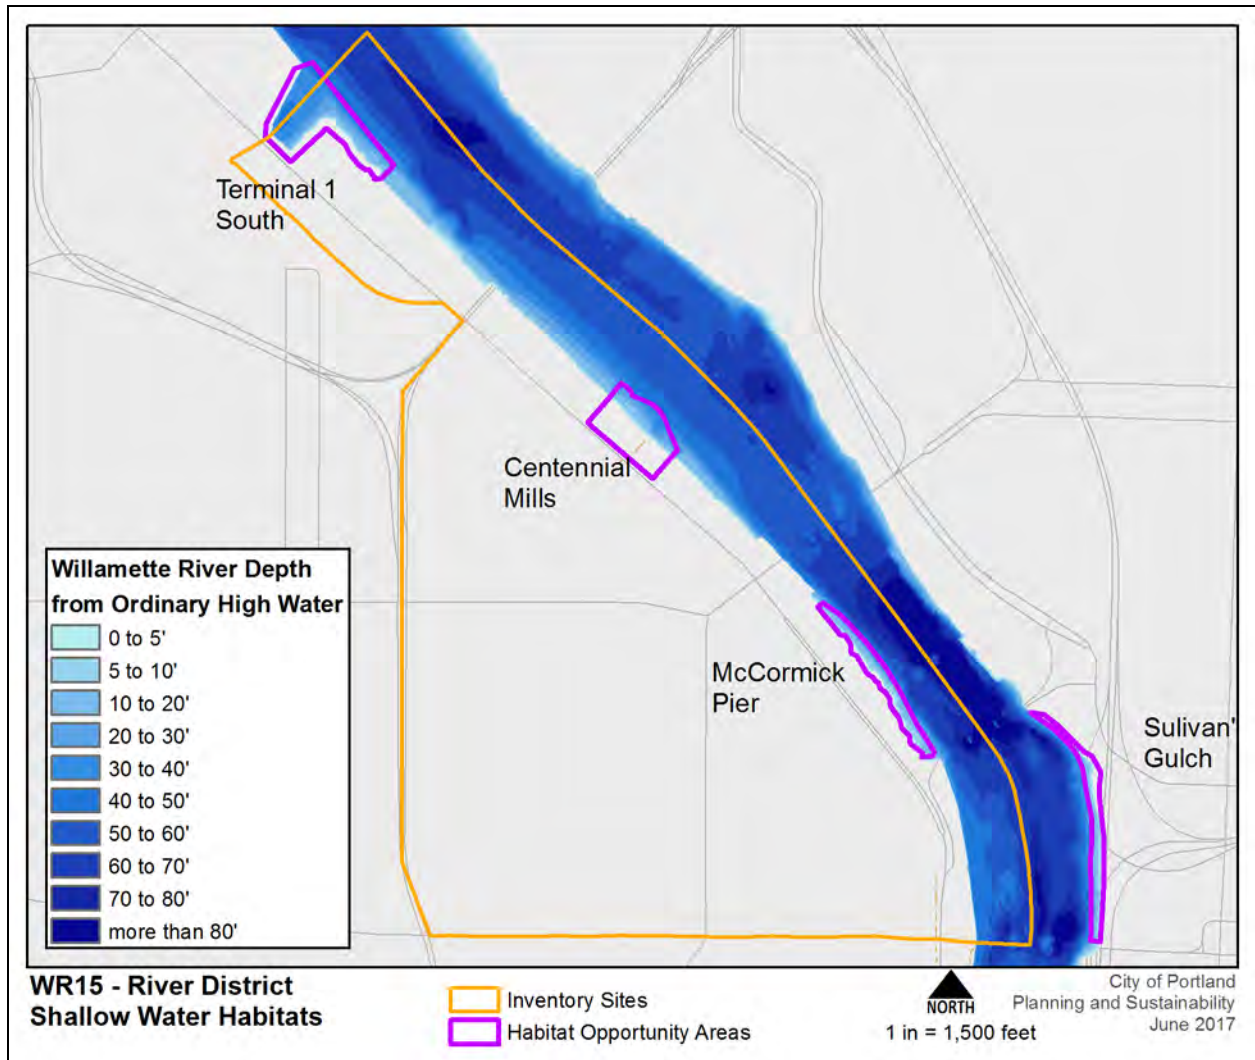 Terminal 1
South
Centennial
Mills
McCormick
Pier
Sulivan'
Gulch
Willamette River Depth
from Ordinary High Water
0 to 5'
5 to 10'
10 to 20'
20 to 30'
30 to 40'
40 to 50'
50 to 60'
60 to 70'
70 to 80'
more than 80'
WR15 - River District
Shallow Water Habitats
Inventory Sites
Habitat Opportunity Areas
NORTH
1 in = 1,500 feet
City of Portland
Planning and Sustainability
June 2017